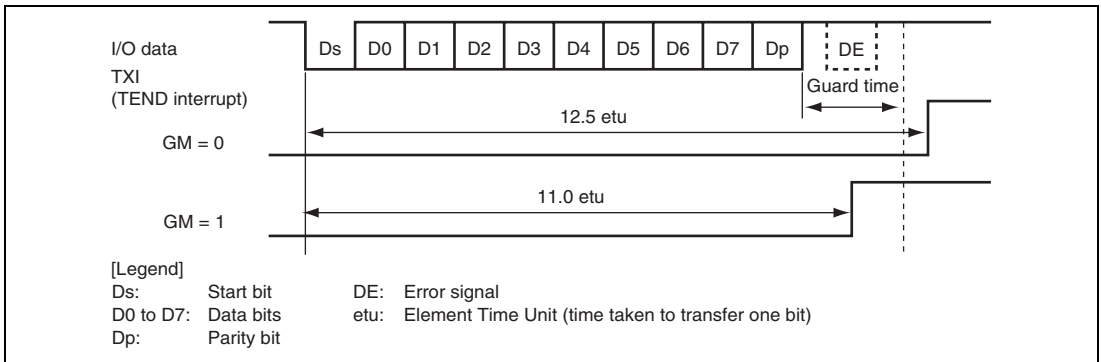 I/O data
Ds D0 D1 D2 D3 D4 D5 D6 D7 Dp DE
TXI
(TEND interrupt)
Guard time
12.5 etu
GM = 0
11.0 etu
GM = 1
[Legend]
Ds: Start bit DE: Error signal
D0 to D7: Data bits etu: Element Time Unit (time taken to transfer one bit)
Dp: Parity bit